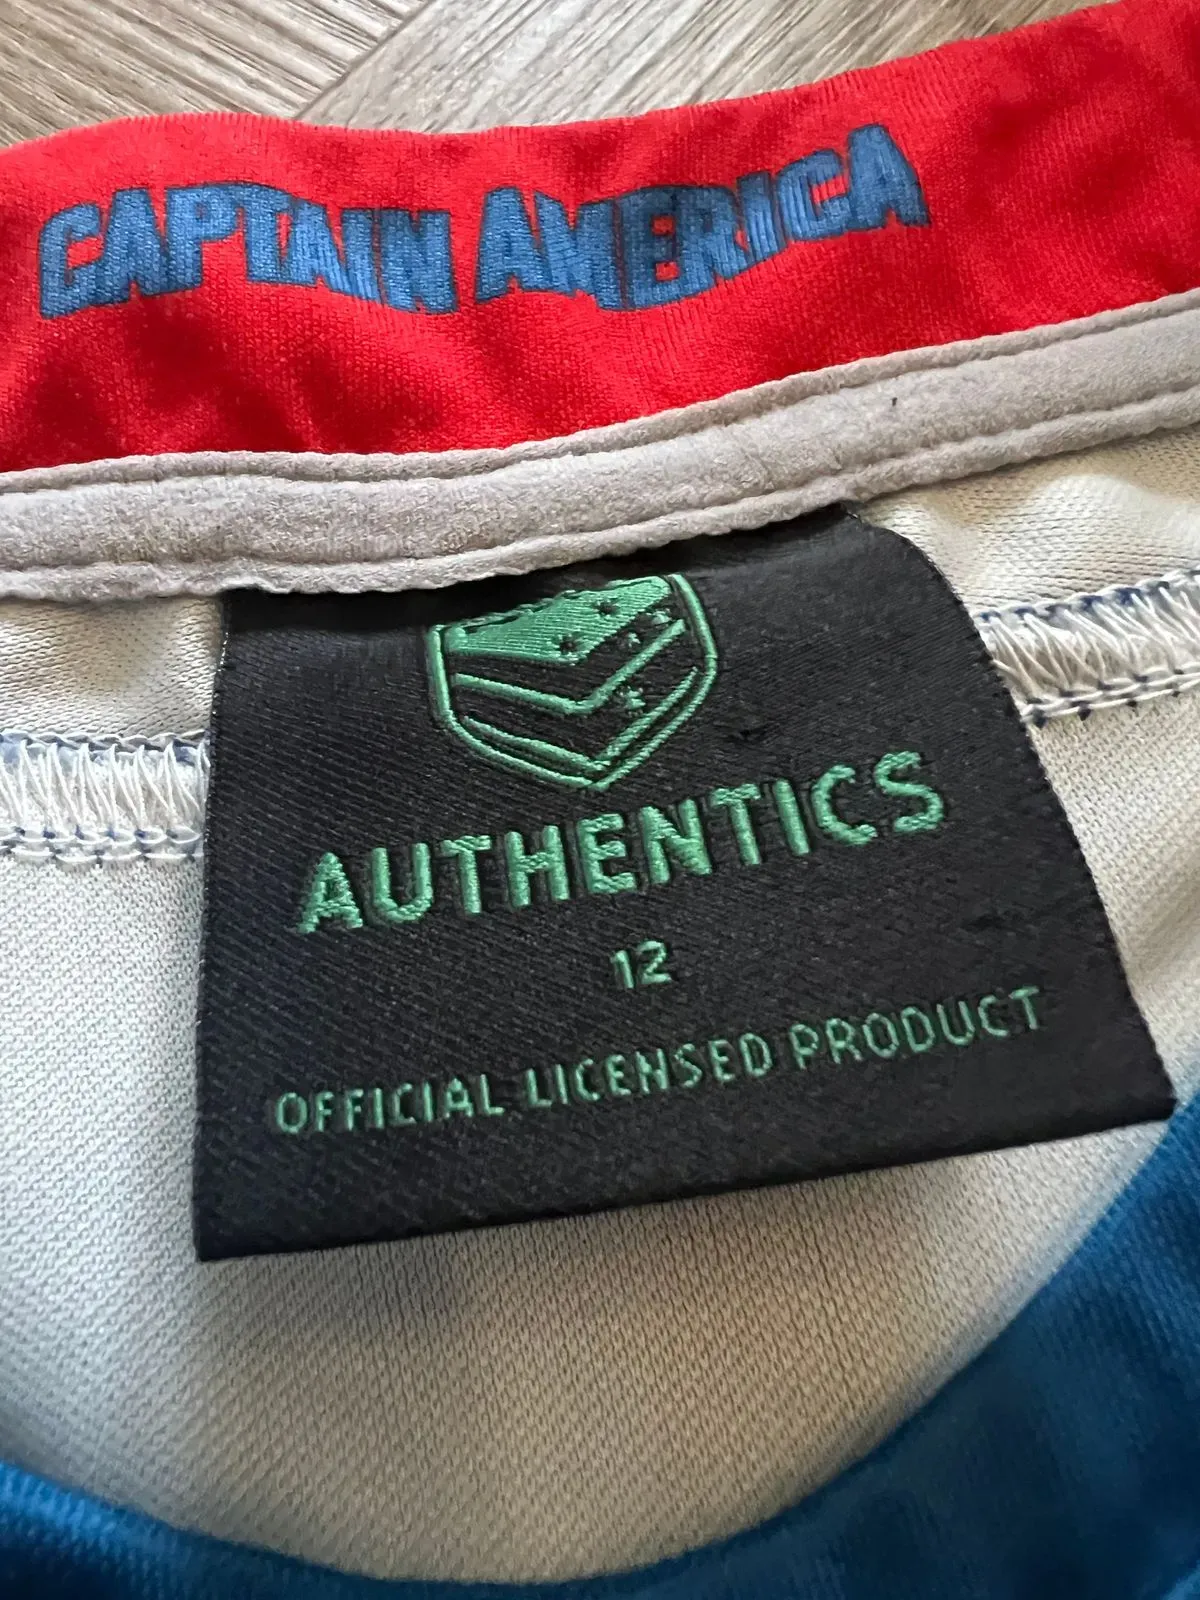 CAPTAIN AMERICA
AUTHENTICS
12
OFFICIAL LICENSED PRODUCT